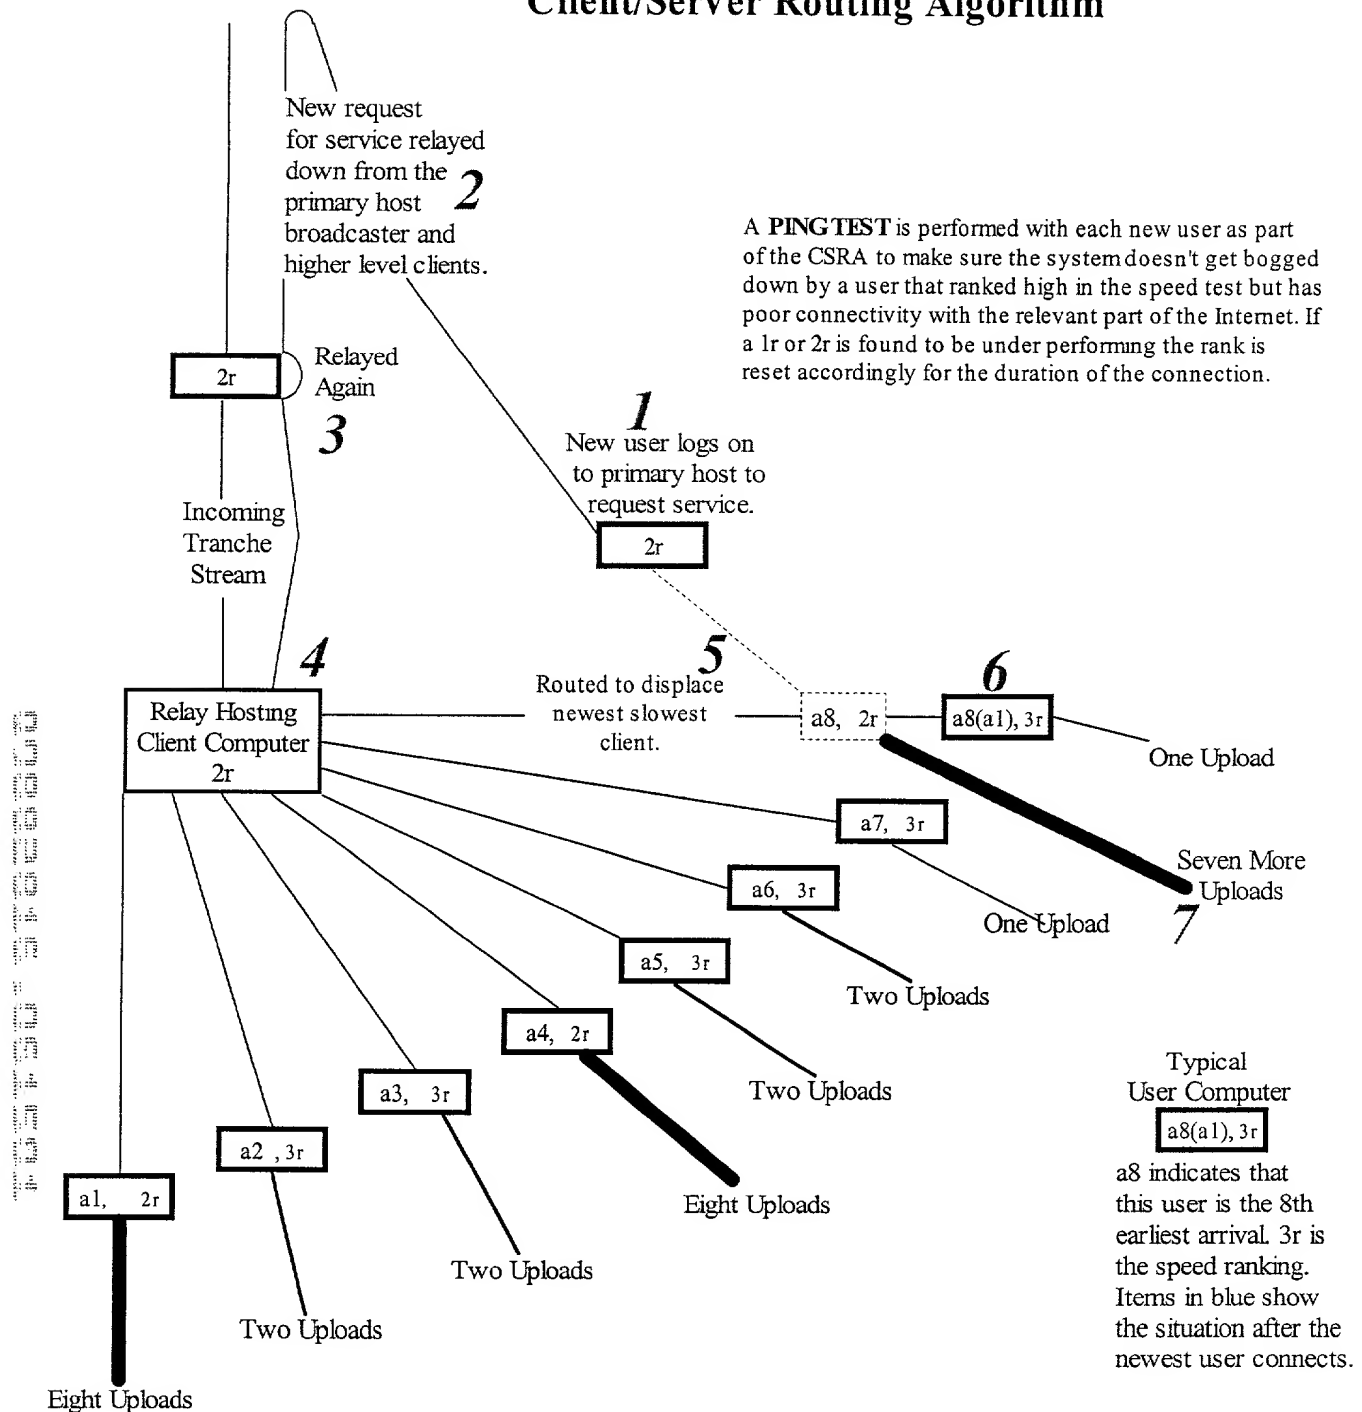 Client/Server Routing Algorithm
New request
for service relayed
down from the
primary host
broadcaster and
higher level clients.
2
A PING TEST is performed with each new user as part
of the CSRA to make sure the system doesn't get bogged
down by a user that ranked high in the speed test but has
poor connectivity with the relevant part of the Internet. If
a 1r or 2r is found to be under performing the rank is
reset accordingly for the duration of the connection.
2r
Relayed
Again
3
1
New user logs on
to primary host to
request service.
2r
Incoming
Tranche
Stream
4
5
6
Relay Hosting
Client Computer
2r
Routed to displace
newest slowest
client.
a8, 2r
a8(a1), 3r
One Upload
a7, 3r
Seven More
Uploads
7
a6, 3r
One Upload
a5, 3r
Two Uploads
a4, 2r
Two Uploads
a3, 3r
Eight Uploads
a2 , 3r
Two Uploads
a1, 2r
Two Uploads
Eight Uploads
Typical
User Computer
a8(a1), 3r
a8 indicates that
this user is the 8th
earliest arrival. 3r is
the speed ranking.
Items in blue show
the situation after the
newest user connects.